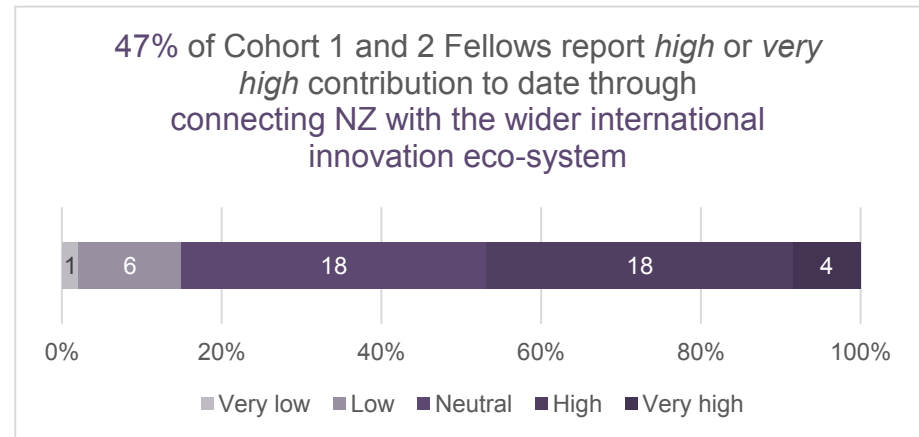 47% of Cohort 1 and 2 Fellows report high or very
high contribution to date through
connecting NZ with the wider international
innovation eco-system
1 6 18 18 4
0% 20% 40% 60% 80% 100%
Very low Low Neutral High Very high